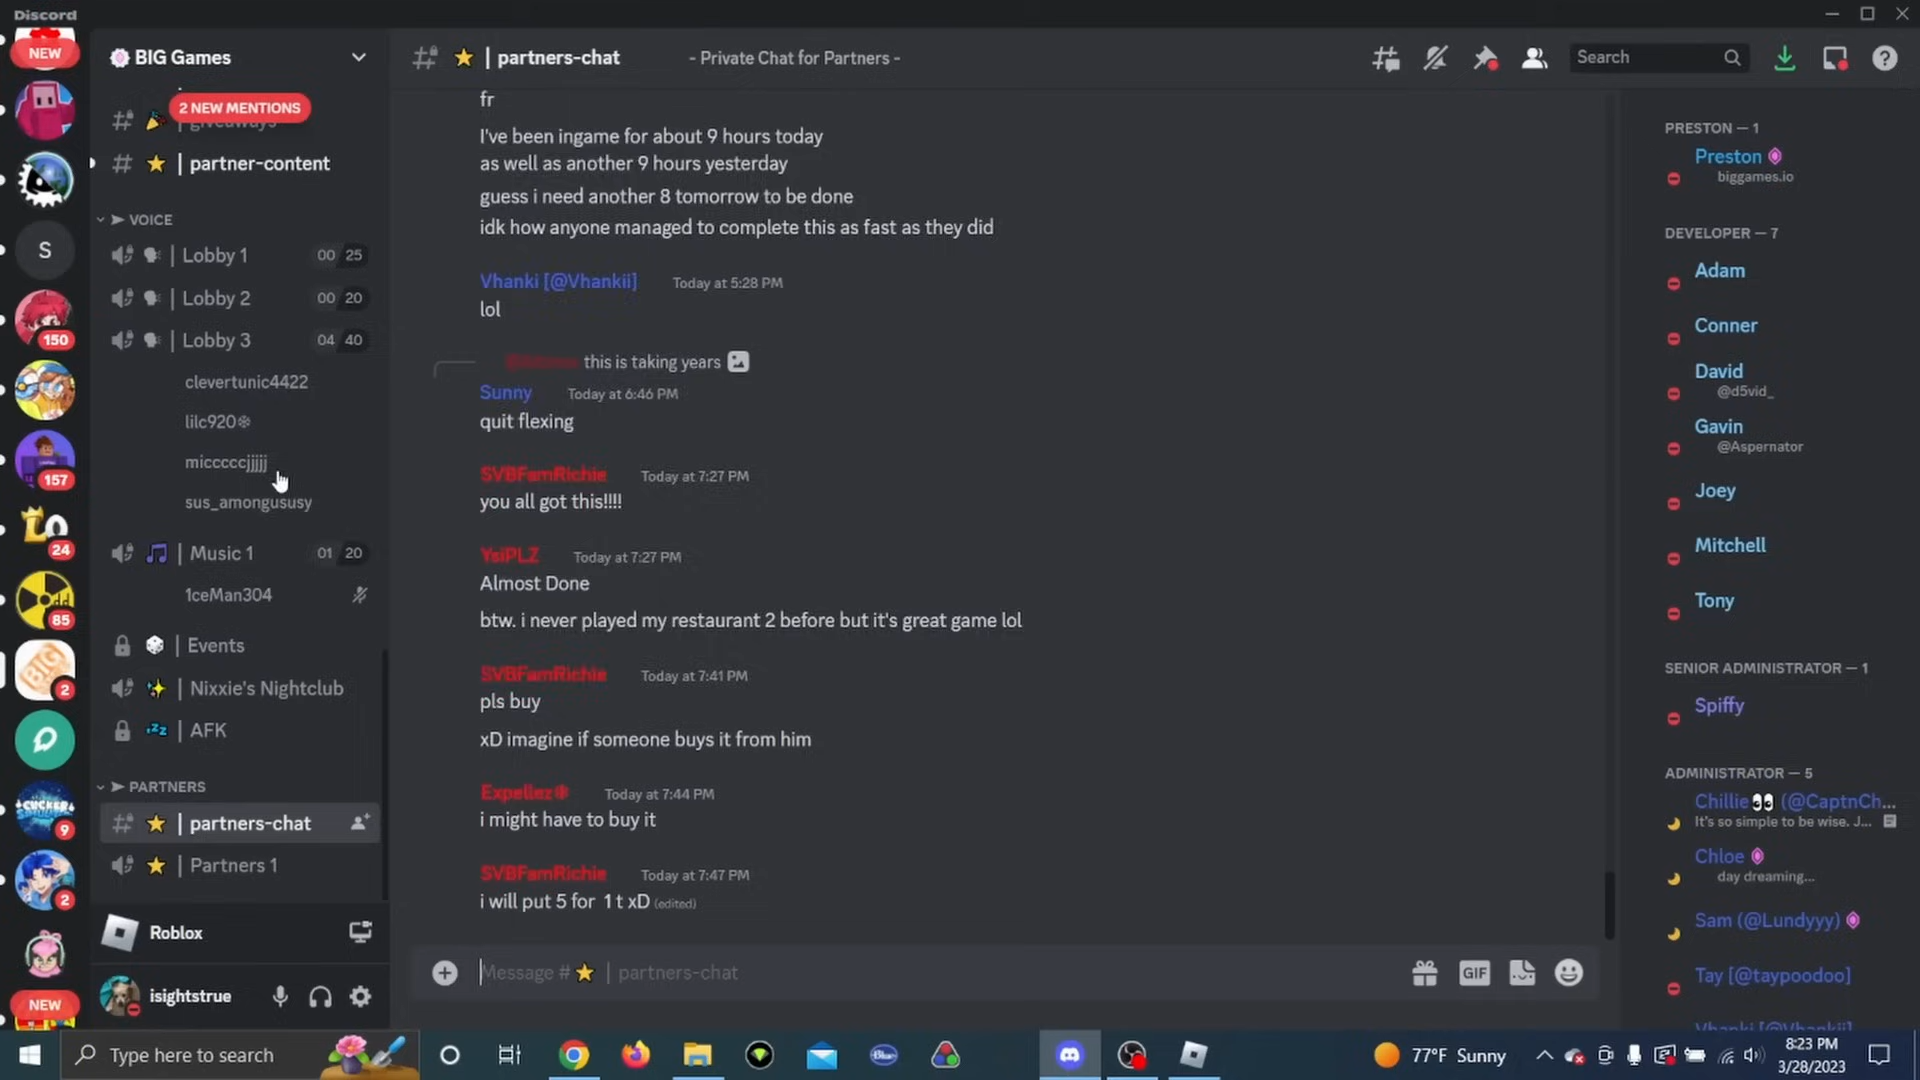 Discord
NEW
BIG Games
| partners-chat
- Private Chat for Partners -
Search
2 NEW MENTIONS
| giveaways
| partner-content
VOICE
| Lobby 1 00 25
| Lobby 2 00 20
| Lobby 3 04 40
clevertunic4422
lilc920❄
micccccjjjjj
sus_amongususy
| Music 1 01 20
1ceMan304
| Events
| Nixxie's Nightclub
zzz | AFK
PARTNERS
| partners-chat
| Partners 1
Roblox
isightstrue
S
150
157
LO
24
85
BIG
2
9
2
NEW
fr
I've been ingame for about 9 hours today
as well as another 9 hours yesterday
guess i need another 8 tomorrow to be done
idk how anyone managed to complete this as fast as they did
Vhanki [@Vhankii] Today at 5:28 PM
lol
this is taking years
Sunny Today at 6:46 PM
quit flexing
SVBFamRichie Today at 7:27 PM
you all got this!!!!
YsiPLZ Today at 7:27 PM
Almost Done
btw. i never played my restaurant 2 before but it's great game lol
SVBFamRichie Today at 7:41 PM
pls buy
xD imagine if someone buys it from him
Expellez❄ Today at 7:44 PM
i might have to buy it
SVBFamRichie Today at 7:47 PM
i will put 5 for 1 t xD (edited)
Message # ⭐ | partners-chat
GIF
PRESTON — 1
Preston
biggames.io
DEVELOPER — 7
Adam
Conner
David
@d5vid_
Gavin
@Aspernator
Joey
Mitchell
Tony
SENIOR ADMINISTRATOR — 1
Spiffy
ADMINISTRATOR — 5
Chillie👀 (@CaptnCh...
It's so simple to be wise. J...
Chloe
day dreaming...
Sam (@Lundyyy)
Tay [@taypoodoo]
Vhanki [@Vhankii]
Type here to search
Blue
77°F Sunny
8:23 PM
3/28/2023